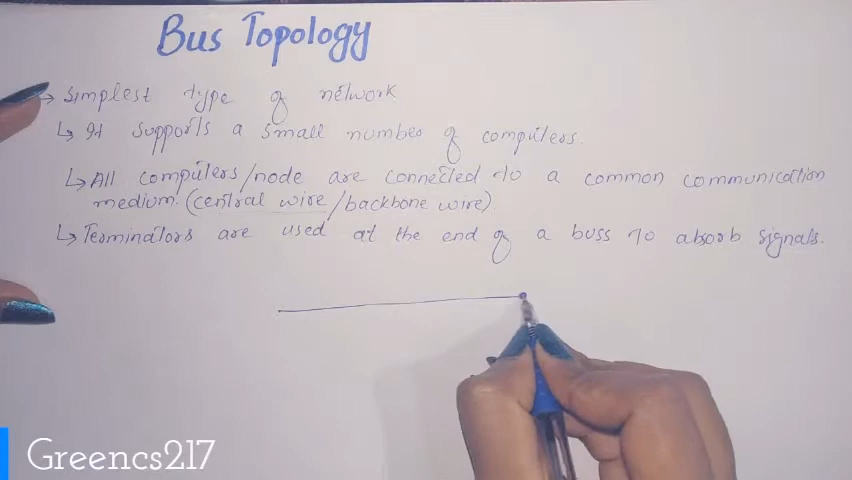 Bus Topology
→ Simplest type of network
↳ It supports a small number of computers.
↳ All computers/node are connected to a common communication
medium. (central wire/backbone wire)
↳ Terminators are used at the end of a buss to absorb signals.
Greencs217